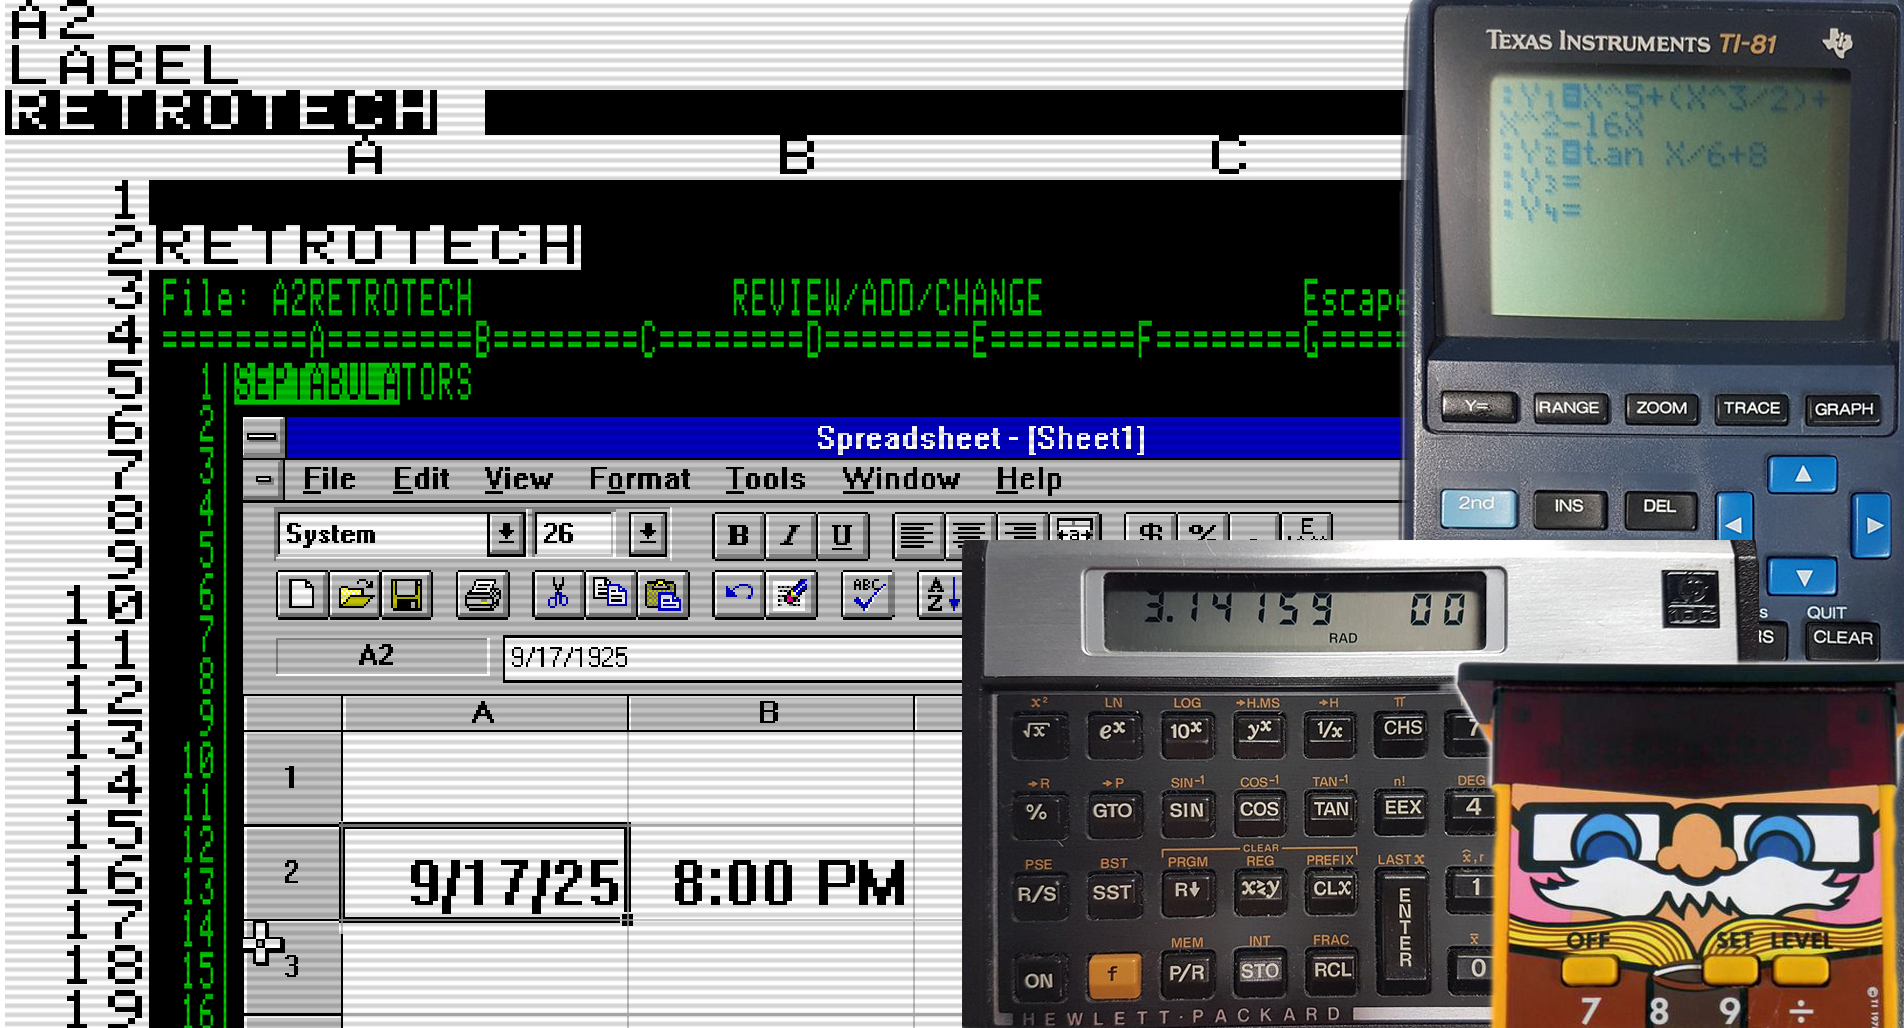 A2
LABEL
RETROTECH
A B C
1
2 RETROTECH
3
4
5
6
7
8
9
10
11
12
13
14
15
16
17
18
19
File: A2RETROTECH REVIEW/ADD/CHANGE Escape
========A========B========C========D========E========F========G=====
1 SEPTABULATORS
2
3
4
5
6
7
8
9
10
11
12
13
14
15
16
Spreadsheet - [Sheet1]
File Edit View Format Tools Window Help
System 26 B I U $ %
ABC A Z
A2 9/17/1925
A B
1
2 9/17/25 8:00 PM
3
TEXAS INSTRUMENTS TI-81
:Y1=X^5+(X^3/2)+
X^2-16X
:Y2=tan X/6+8
:Y3=
:Y4=
Y= RANGE ZOOM TRACE GRAPH
2nd INS DEL
QUIT
CLEAR
3.14159 00
RAD
x² LN LOG →H.MS →H π
√x eˣ 10ˣ yˣ 1/x CHS 7
→R →P SIN⁻¹ COS⁻¹ TAN⁻¹ n! DEG
% GTO SIN COS TAN EEX 4
CLEAR
PSE BST PRGM REG PREFIX LAST X x̂,r
R/S SST R↓ x≷y CLX ENTER 1
MEM INT FRAC x̄
ON f P/R STO RCL 0
HEWLETT·PACKARD
OFF SET LEVEL
7 8 9 ÷